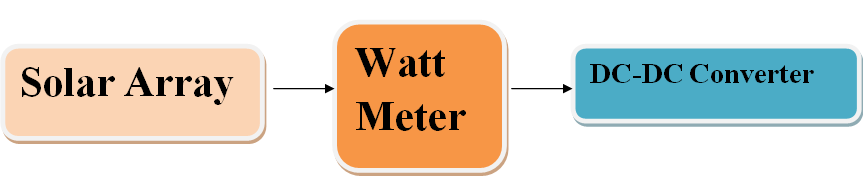 Solar Array
Watt
Meter
DC-DC Converter